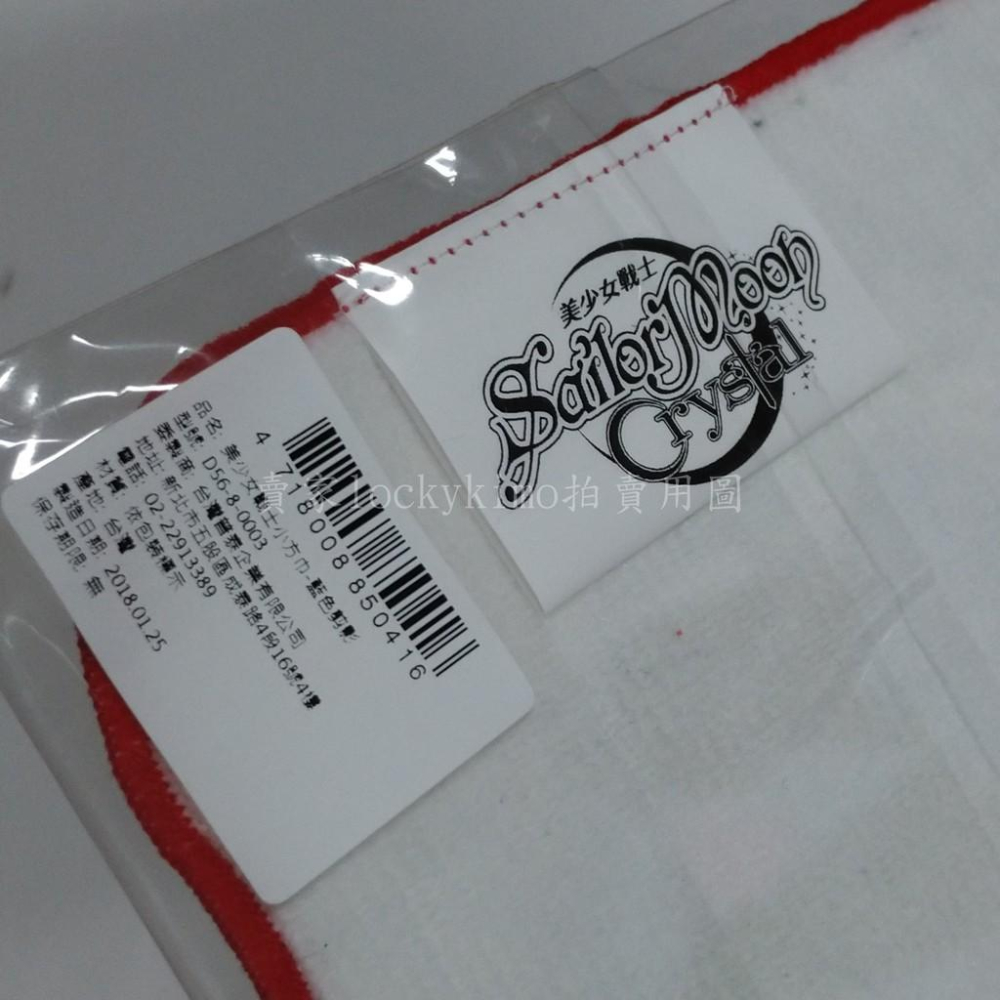 美少女戰士
Sailor Moon
Crystal
賣家 lockykimo拍賣用圖
4 718008 850416
品名: 美少女戰士小方巾-藍色剪影
型號: D56-8-0003
委製商: 台灣普泰企業有限公司
地址: 新北市五股區成泰路4段16號4樓
電話: 02-22913389
材質: 依包裝標示
產地: 台灣
製造日期: 2018.01.25
保存期限: 無